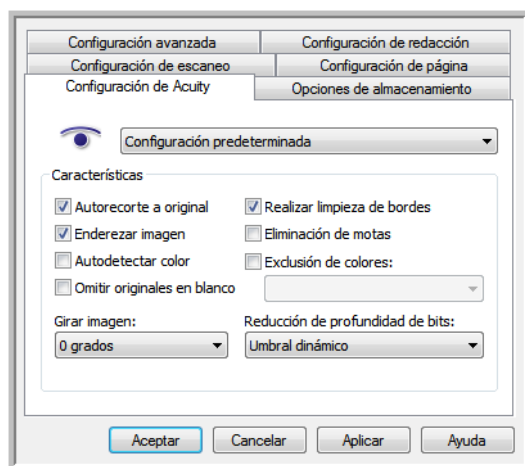 Configuración avanzada
Configuración de redacción
Configuración de escaneo
Configuración de página
Configuración de Acuity
Opciones de almacenamiento
Configuración predeterminada
Características
Autorecorte a original
Realizar limpieza de bordes
Enderezar imagen
Eliminación de motas
Autodetectar color
Exclusión de colores:
Omitir originales en blanco
Girar imagen:
Reducción de profundidad de bits:
0 grados
Umbral dinámico
Aceptar
Cancelar
Aplicar
Ayuda